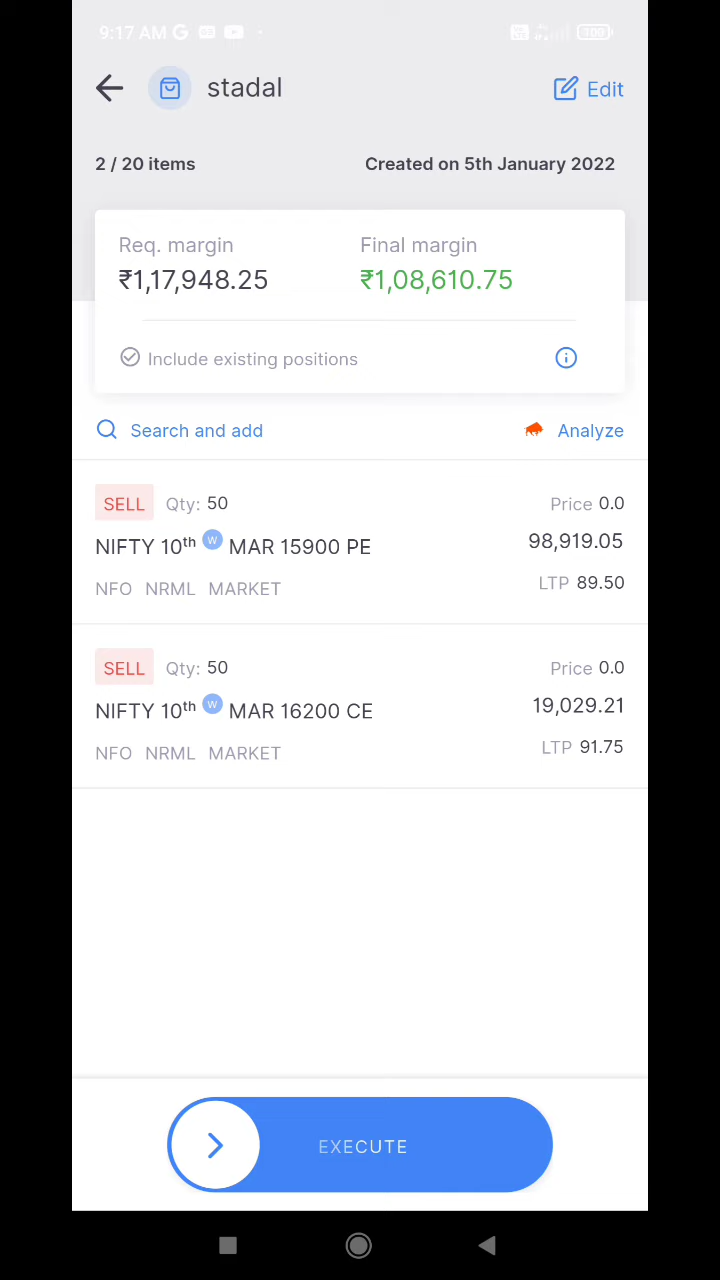 9:17 AM G
stadal
Edit
2 / 20 items
Created on 5th January 2022
Req. margin
Final margin
₹1,17,948.25
₹1,08,610.75
Include existing positions
Search and add
Analyze
SELL Qty: 50
Price 0.0
NIFTY 10th W MAR 15900 PE
98,919.05
NFO NRML MARKET
LTP 89.50
SELL Qty: 50
Price 0.0
NIFTY 10th W MAR 16200 CE
19,029.21
NFO NRML MARKET
LTP 91.75
EXECUTE